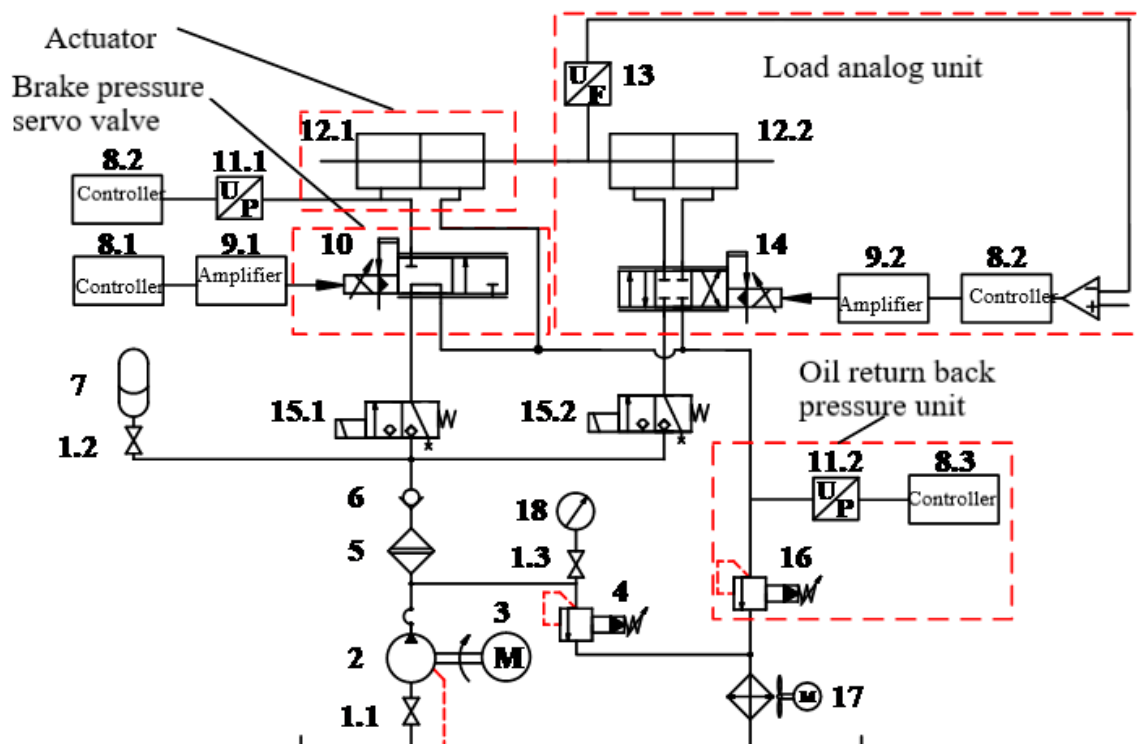 Actuator
Brake pressure
servo valve
13
U
F
Load analog unit
12.1
12.2
8.2
11.1
Controller
U
P
8.1
9.1
10
Controller
Amplifier
14
9.2
8.2
Amplifier
Controller
-
+
7
1.2
15.1
15.2
Oil return back
pressure unit
11.2
8.3
U
P
Controller
6
18
5
1.3
4
16
3
2
M
1.1
M
17